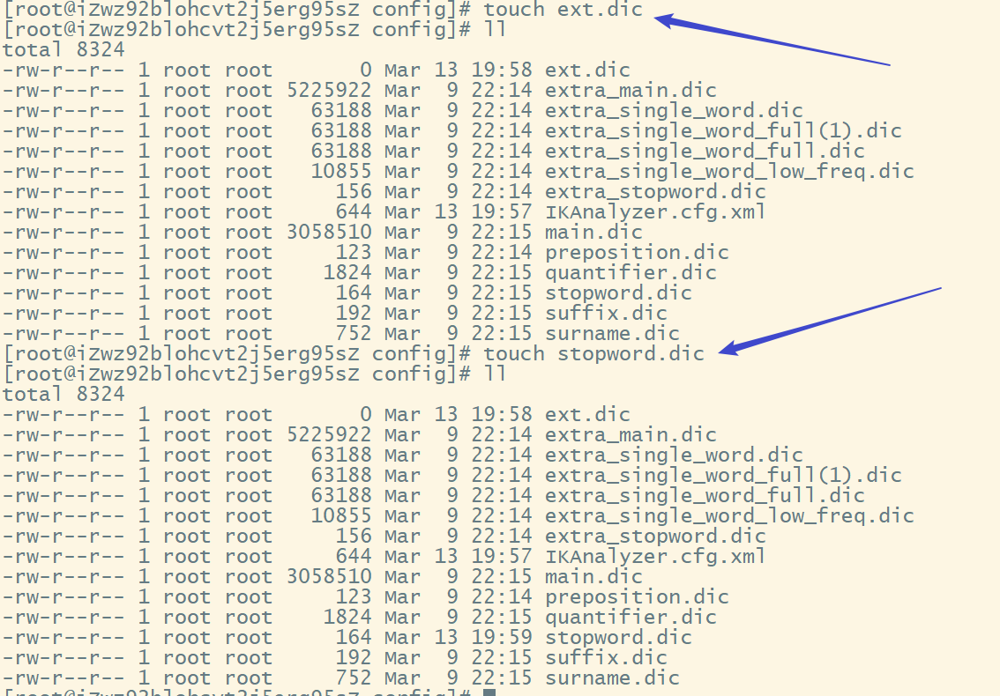 [root@izwz92blohcvt2j5erg95sz config]# touch ext.dic
[root@izwz92blohcvt2j5erg95sz config]# ll
total 8324
-rw-r--r-- 1 root root       0 Mar 13 19:58 ext.dic
-rw-r--r-- 1 root root 5225922 Mar  9 22:14 extra_main.dic
-rw-r--r-- 1 root root   63188 Mar  9 22:14 extra_single_word.dic
-rw-r--r-- 1 root root   63188 Mar  9 22:14 extra_single_word_full(1).dic
-rw-r--r-- 1 root root   63188 Mar  9 22:14 extra_single_word_full.dic
-rw-r--r-- 1 root root   10855 Mar  9 22:14 extra_single_word_low_freq.dic
-rw-r--r-- 1 root root     156 Mar  9 22:14 extra_stopword.dic
-rw-r--r-- 1 root root     644 Mar 13 19:57 IKAnalyzer.cfg.xml
-rw-r--r-- 1 root root 3058510 Mar  9 22:15 main.dic
-rw-r--r-- 1 root root     123 Mar  9 22:14 preposition.dic
-rw-r--r-- 1 root root    1824 Mar  9 22:15 quantifier.dic
-rw-r--r-- 1 root root     164 Mar  9 22:15 stopword.dic
-rw-r--r-- 1 root root     192 Mar  9 22:15 suffix.dic
-rw-r--r-- 1 root root     752 Mar  9 22:15 surname.dic
[root@izwz92blohcvt2j5erg95sz config]# touch stopword.dic
[root@izwz92blohcvt2j5erg95sz config]# ll
total 8324
-rw-r--r-- 1 root root       0 Mar 13 19:58 ext.dic
-rw-r--r-- 1 root root 5225922 Mar  9 22:14 extra_main.dic
-rw-r--r-- 1 root root   63188 Mar  9 22:14 extra_single_word.dic
-rw-r--r-- 1 root root   63188 Mar  9 22:14 extra_single_word_full(1).dic
-rw-r--r-- 1 root root   63188 Mar  9 22:14 extra_single_word_full.dic
-rw-r--r-- 1 root root   10855 Mar  9 22:14 extra_single_word_low_freq.dic
-rw-r--r-- 1 root root     156 Mar  9 22:14 extra_stopword.dic
-rw-r--r-- 1 root root     644 Mar 13 19:57 IKAnalyzer.cfg.xml
-rw-r--r-- 1 root root 3058510 Mar  9 22:15 main.dic
-rw-r--r-- 1 root root     123 Mar  9 22:14 preposition.dic
-rw-r--r-- 1 root root    1824 Mar  9 22:15 quantifier.dic
-rw-r--r-- 1 root root     164 Mar 13 19:59 stopword.dic
-rw-r--r-- 1 root root     192 Mar  9 22:15 suffix.dic
-rw-r--r-- 1 root root     752 Mar  9 22:15 surname.dic
[root@izwz92blohcvt2j5erg95sz config]#